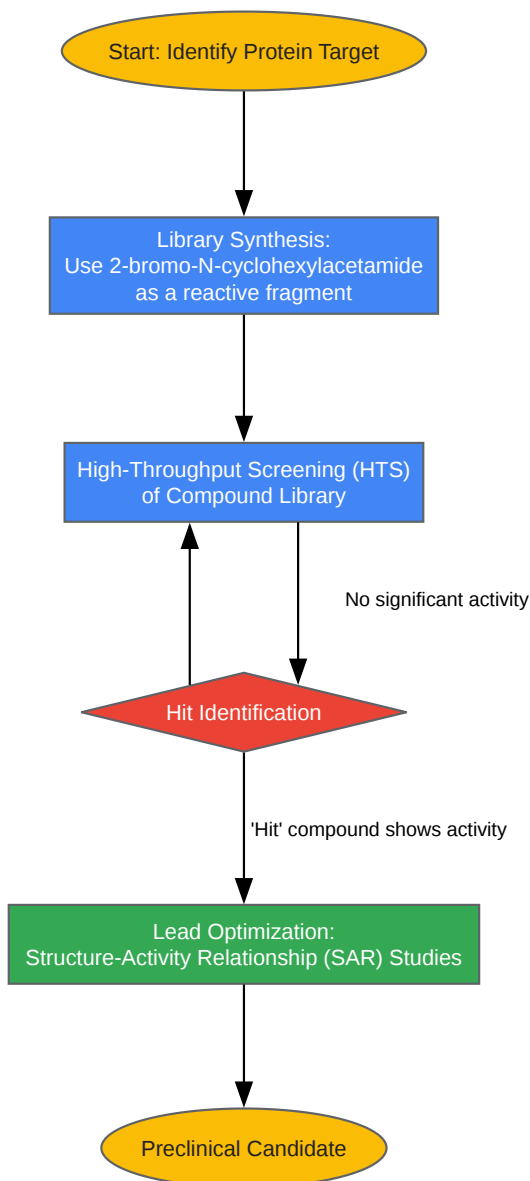 Start: Identify Protein Target
Library Synthesis:
Use 2-bromo-N-cyclohexylacetamide
as a reactive fragment
High-Throughput Screening (HTS)
of Compound Library
No significant activity
Hit Identification
'Hit' compound shows activity
Lead Optimization:
Structure-Activity Relationship (SAR) Studies
Preclinical Candidate